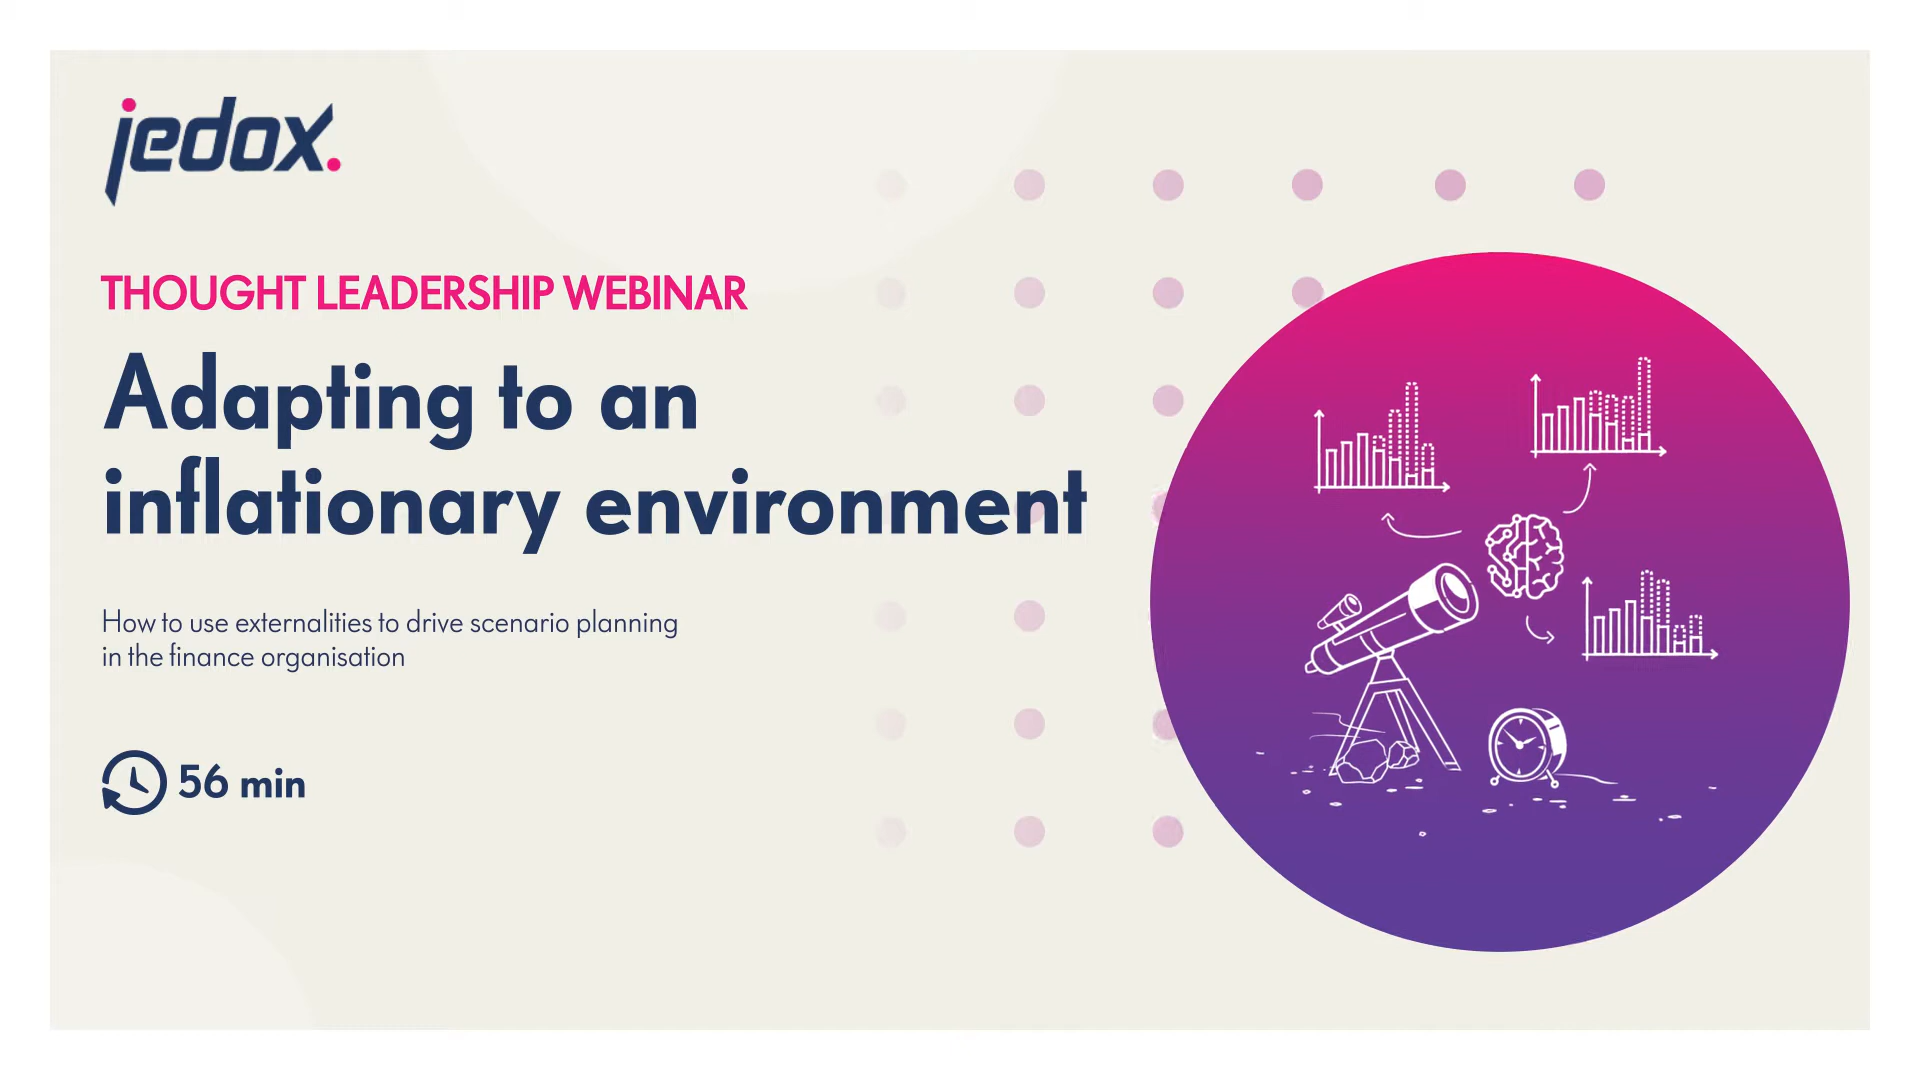 jedox.
THOUGHT LEADERSHIP WEBINAR
Adapting to an
inflationary environment
How to use externalities to drive scenario planning
in the finance organisation
56 min